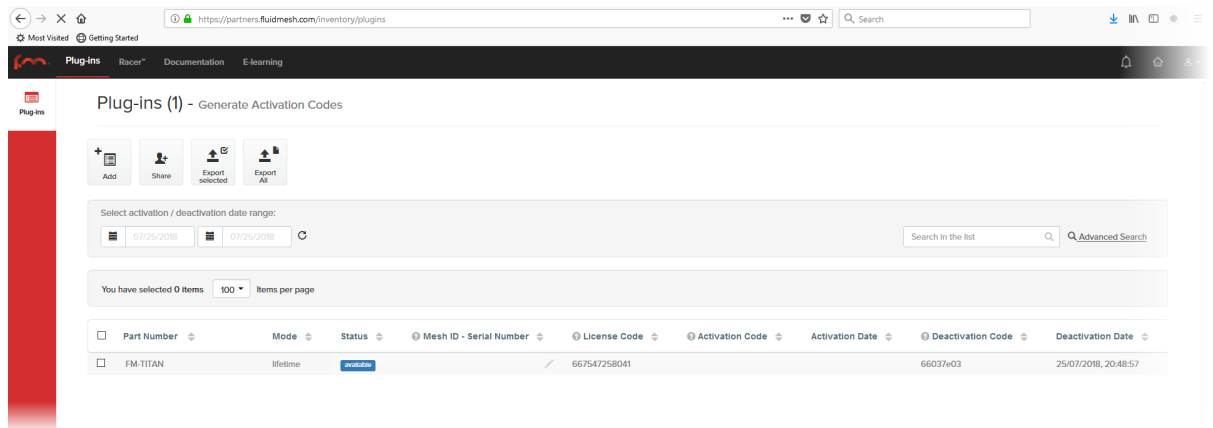 https://partners.fluidmesh.com/inventory/plugins
Search
Most Visited Getting Started
Plug-ins Racer™ Documentation E-learning
Plug-ins
Plug-ins (1) - Generate Activation Codes
Add Share Export selected Export All
Select activation / deactivation date range:
07/25/2018 07/25/2018 Search in the list Advanced Search
You have selected 0 items 100 Items per page
Part Number Mode Status Mesh ID - Serial Number License Code Activation Code Activation Date Deactivation Code Deactivation Date
FM-TITAN lifetime available 667547258041 66037e03 25/07/2018, 20:48:57